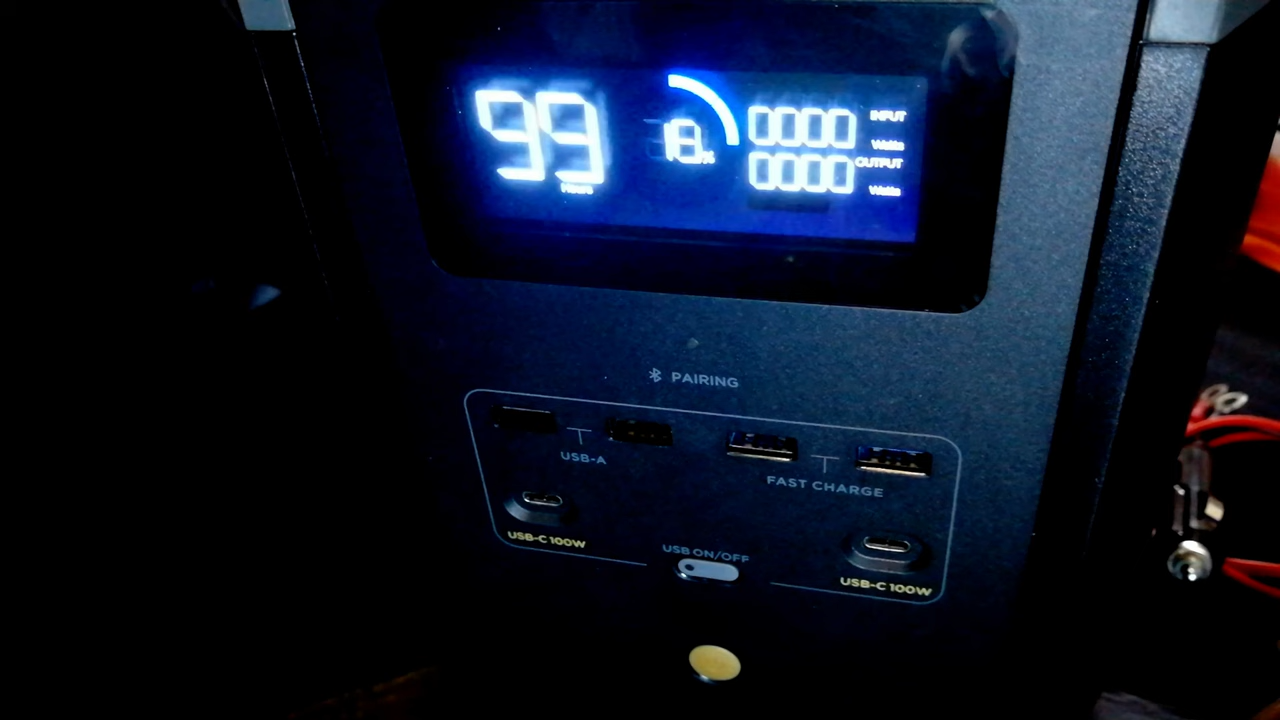 99
Hours
18%
0000
INPUT
Watts
0000
OUTPUT
Watts
PAIRING
USB-A
FAST CHARGE
USB-C 100W
USB ON/OFF
USB-C 100W